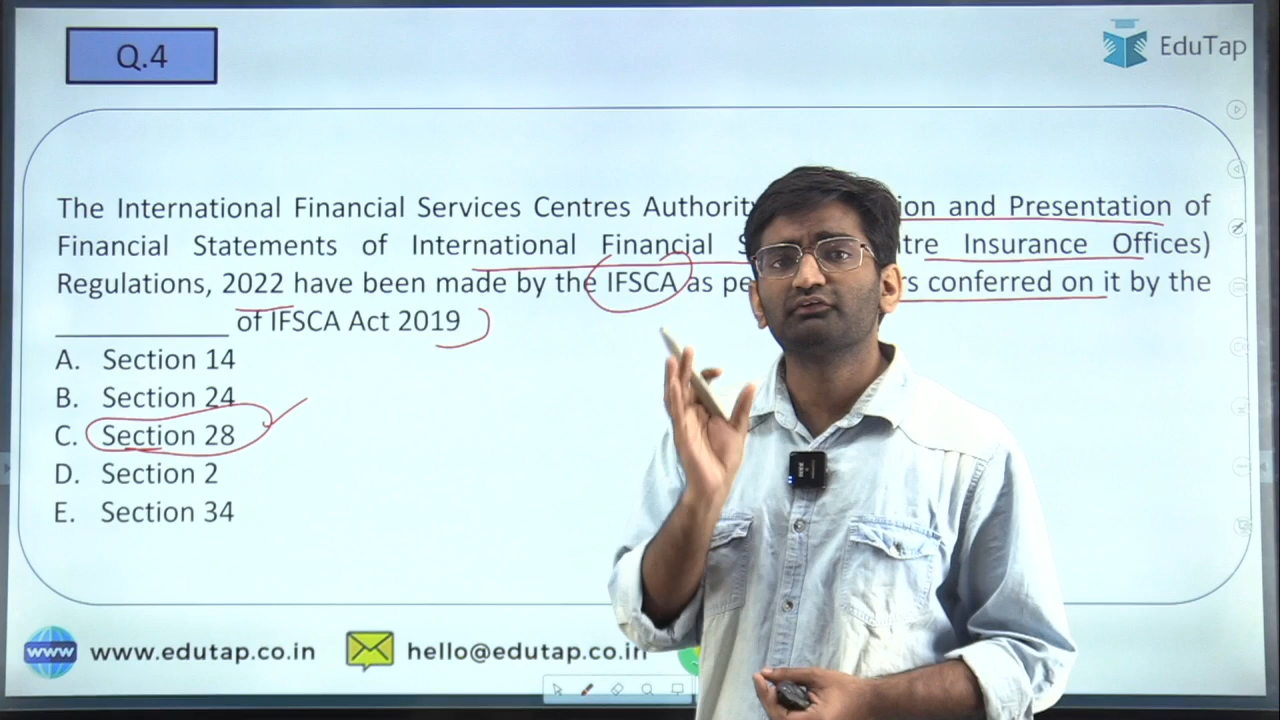 Q.4
EduTap
The International Financial Services Centres Authority ion and Presentation of
Financial Statements of International Financial S tre Insurance Offices)
Regulations, 2022 have been made by the IFSCA as pe s conferred on it by the
____________ of IFSCA Act 2019
A. Section 14
B. Section 24
C. Section 28
D. Section 2
E. Section 34
www
www.edutap.co.in
hello@edutap.co.in